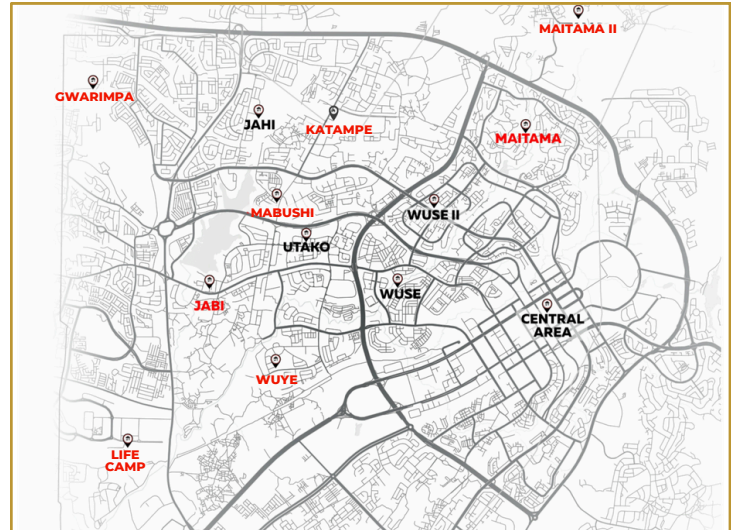 MAITAMA II
GWARIMPA
JAHI
KATAMPE
MAITAMA
MABUSHI
WUSE II
UTAKO
JABI
WUSE
CENTRAL
AREA
WUYE
LIFE
CAMP